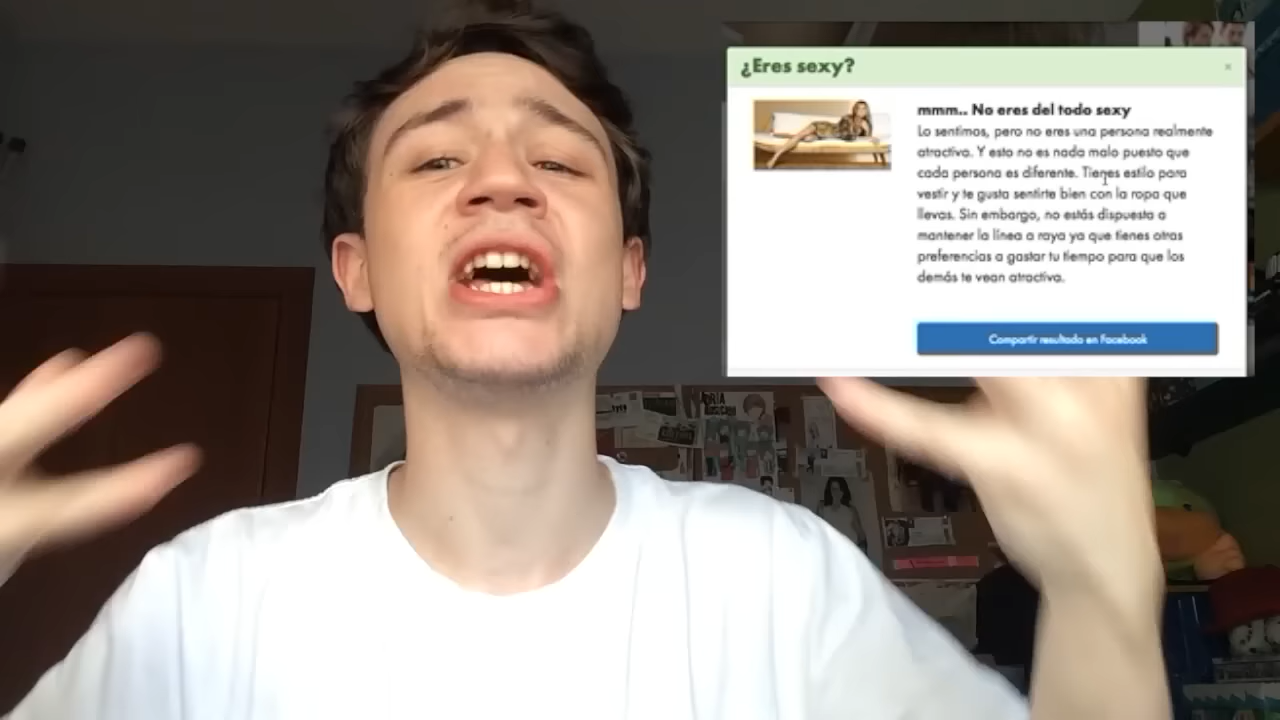 ¿Eres sexy?
mmm.. No eres del todo sexy
Lo sentimos, pero no eres una persona realmente
atractiva. Y esto no es nada malo puesto que
cada persona es diferente. Tienes estilo para
vestir y te gusta sentirte bien con la ropa que
llevas. Sin embargo, no estás dispuesta a
mantener la línea a raya ya que tienes otras
preferencias a gastar tu tiempo para que los
demás te vean atractiva.
Compartir resultado en Facebook